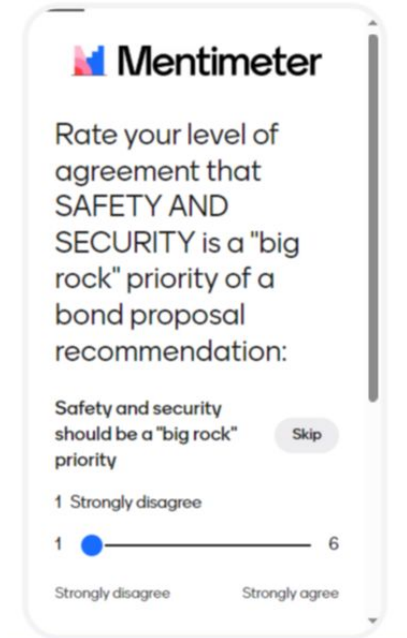 Mentimeter
Rate your level of
agreement that
SAFETY AND
SECURITY is a "big
rock" priority of a
bond proposal
recommendation:
Safety and security
should be a "big rock"
priority
Skip
1 Strongly disagree
1 6
Strongly disagree Strongly agree